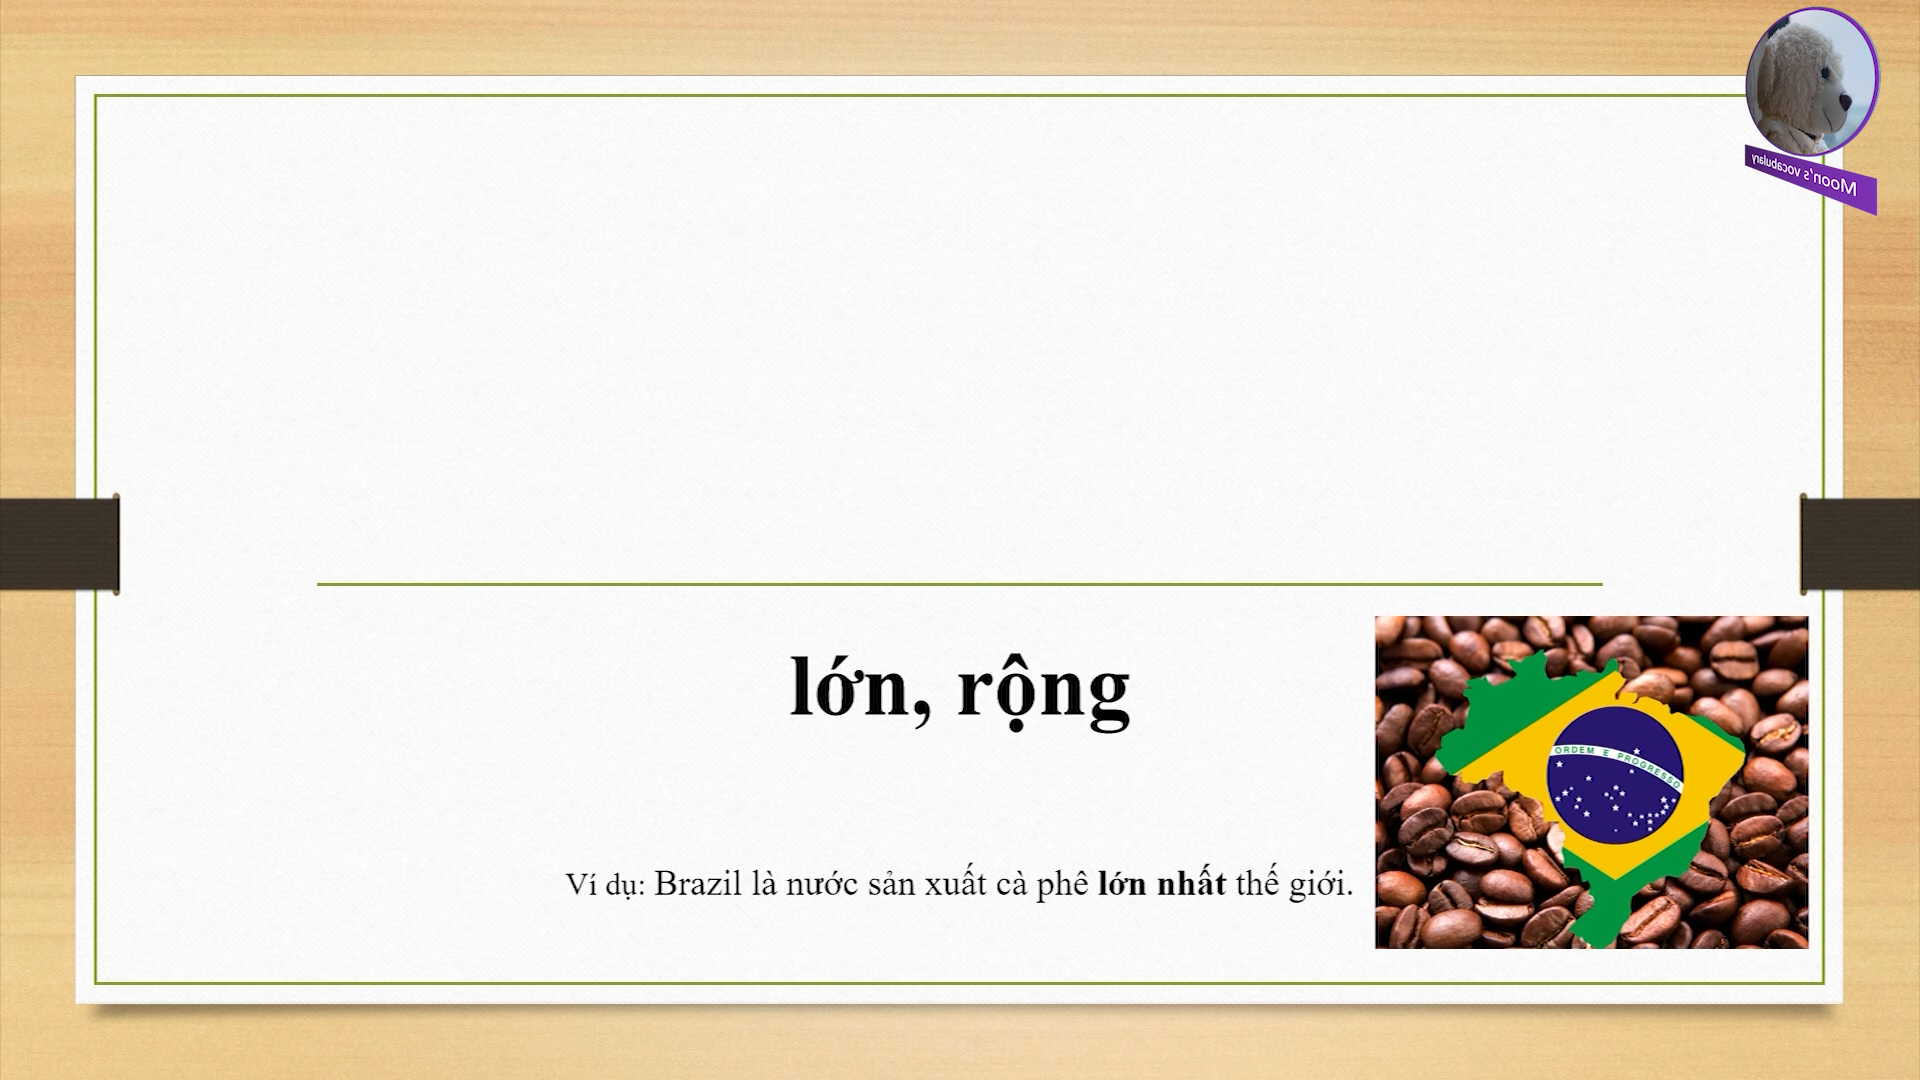 Moon's vocabulary
lớn, rộng
ORDEM E PROGRESSO
Ví dụ: Brazil là nước sản xuất cà phê lớn nhất thế giới.